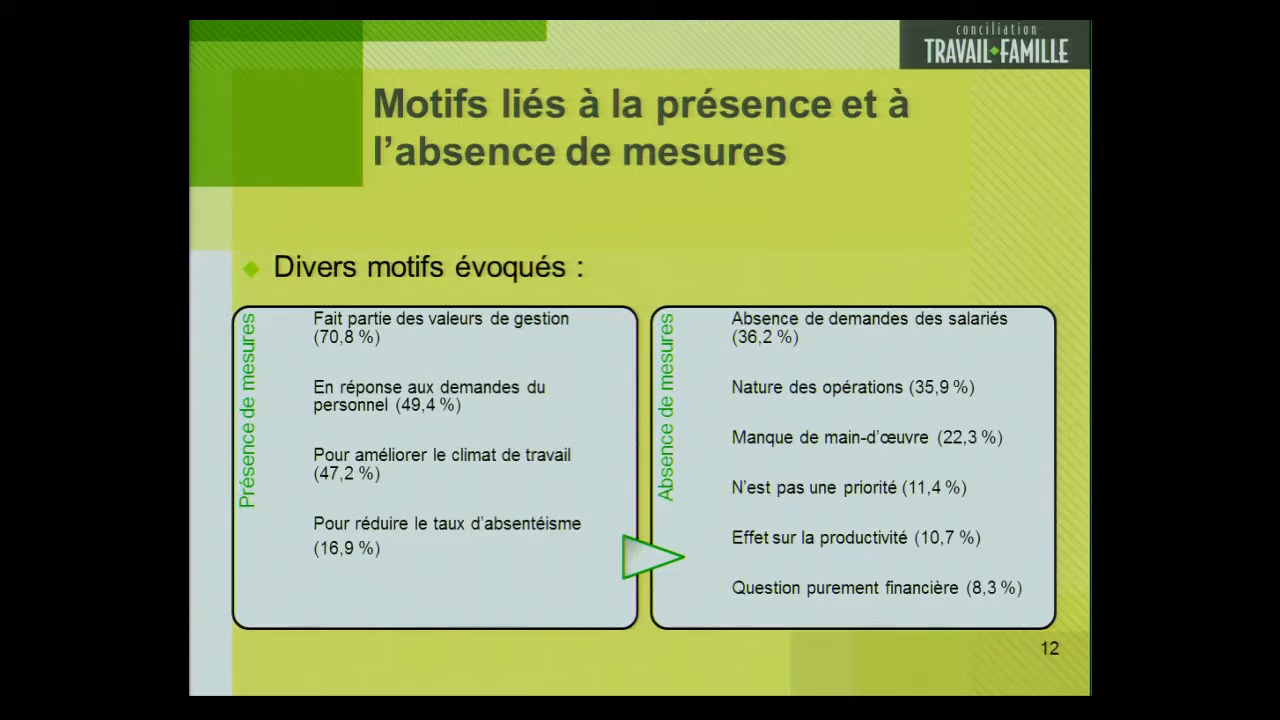 conciliation
TRAVAIL FAMILLE
Motifs liés à la présence et à
l’absence de mesures
Divers motifs évoqués :
Présence de mesures
Fait partie des valeurs de gestion
(70,8 %)
En réponse aux demandes du
personnel (49,4 %)
Pour améliorer le climat de travail
(47,2 %)
Pour réduire le taux d’absentéisme
(16,9 %)
Absence de mesures
Absence de demandes des salariés
(36,2 %)
Nature des opérations (35,9 %)
Manque de main-d’œuvre (22,3 %)
N’est pas une priorité (11,4 %)
Effet sur la productivité (10,7 %)
Question purement financière (8,3 %)
12